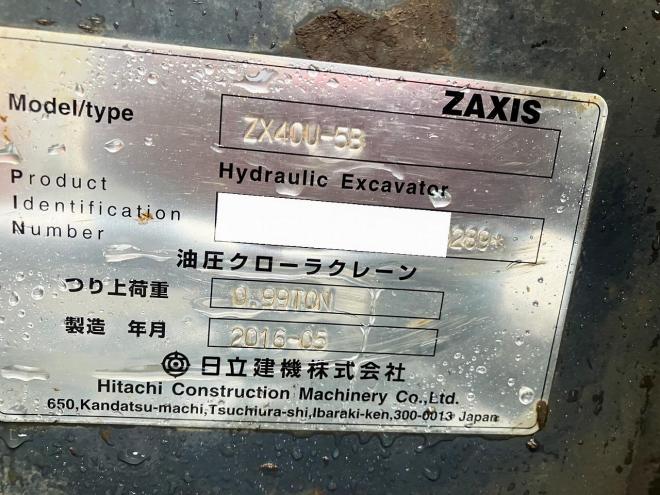 ZAXIS
Model/type ZX40U-5B
Hydraulic Excavator
Product
Identification
Number 289*
油圧クローラクレーン
つり上荷重 0.99TON
製造 年月 2016-05
日立建機株式会社
Hitachi Construction Machinery Co.,Ltd.
650,Kandatsu-machi,Tsuchiura-shi,Ibaraki-ken,300-0013 Japan